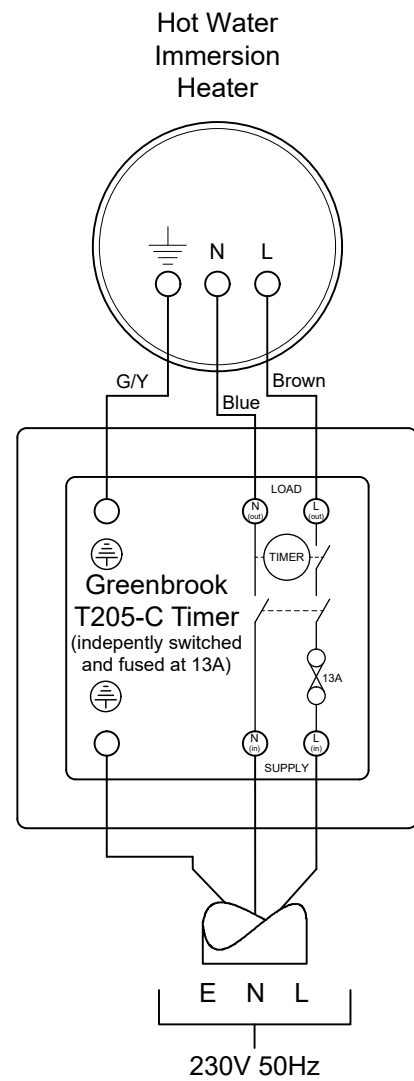 Hot Water
Immersion
Heater
N L
G/Y
Brown
Blue
LOAD
N
(out)
L
(out)
TIMER
Greenbrook
T205-C Timer
(indepently switched
and fused at 13A)
13A
N
(in)
L
(in)
SUPPLY
E N L
230V 50Hz